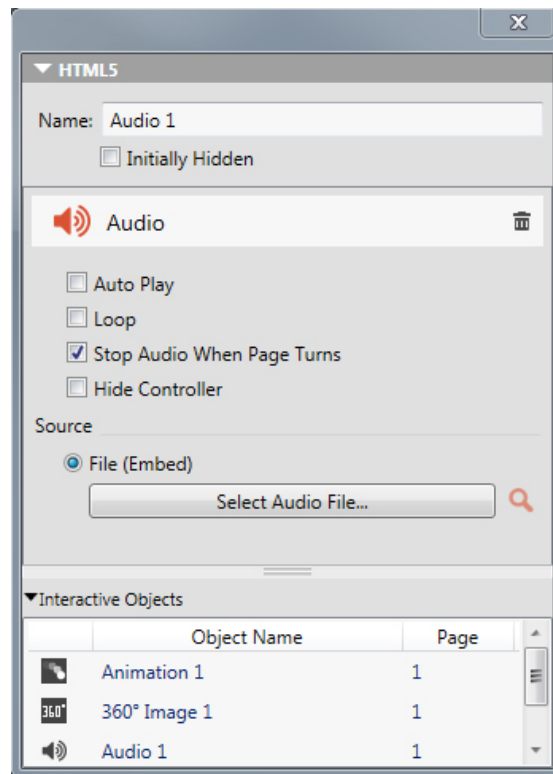 HTML5
Name: Audio 1
Initially Hidden
Audio
Auto Play
Loop
Stop Audio When Page Turns
Hide Controller
Source
File (Embed)
Select Audio File...
Interactive Objects
Object Name Page
Animation 1 1
360° 360° Image 1 1
Audio 1 1